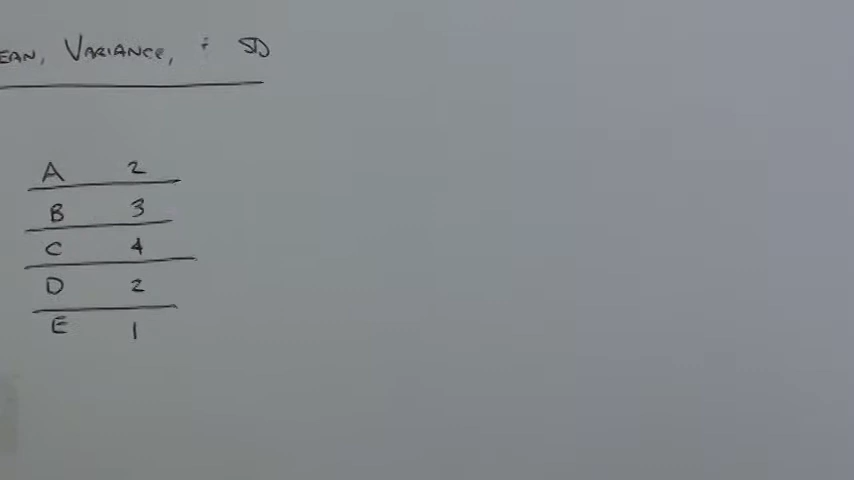 EAN, VARIANCE, + SD
A 2
B 3
C 4
D 2
E 1